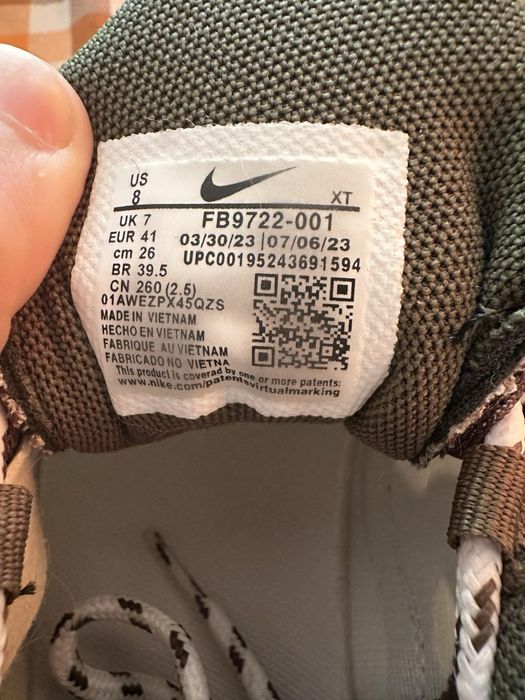 US
8
XT
UK 7
FB9722-001
EUR 41
03/30/23 | 07/06/23
cm 26
UPC00195243691594
BR 39.5
CN 260 (2.5)
01AWEZPX45QZS
MADE IN VIETNAM
HECHO EN VIETNAM
FABRIQUE AU VIETNAM
FABRICADO NO VIETNA
This product is covered by one or more patents:
www.nike.com/patentsvirtualmarking